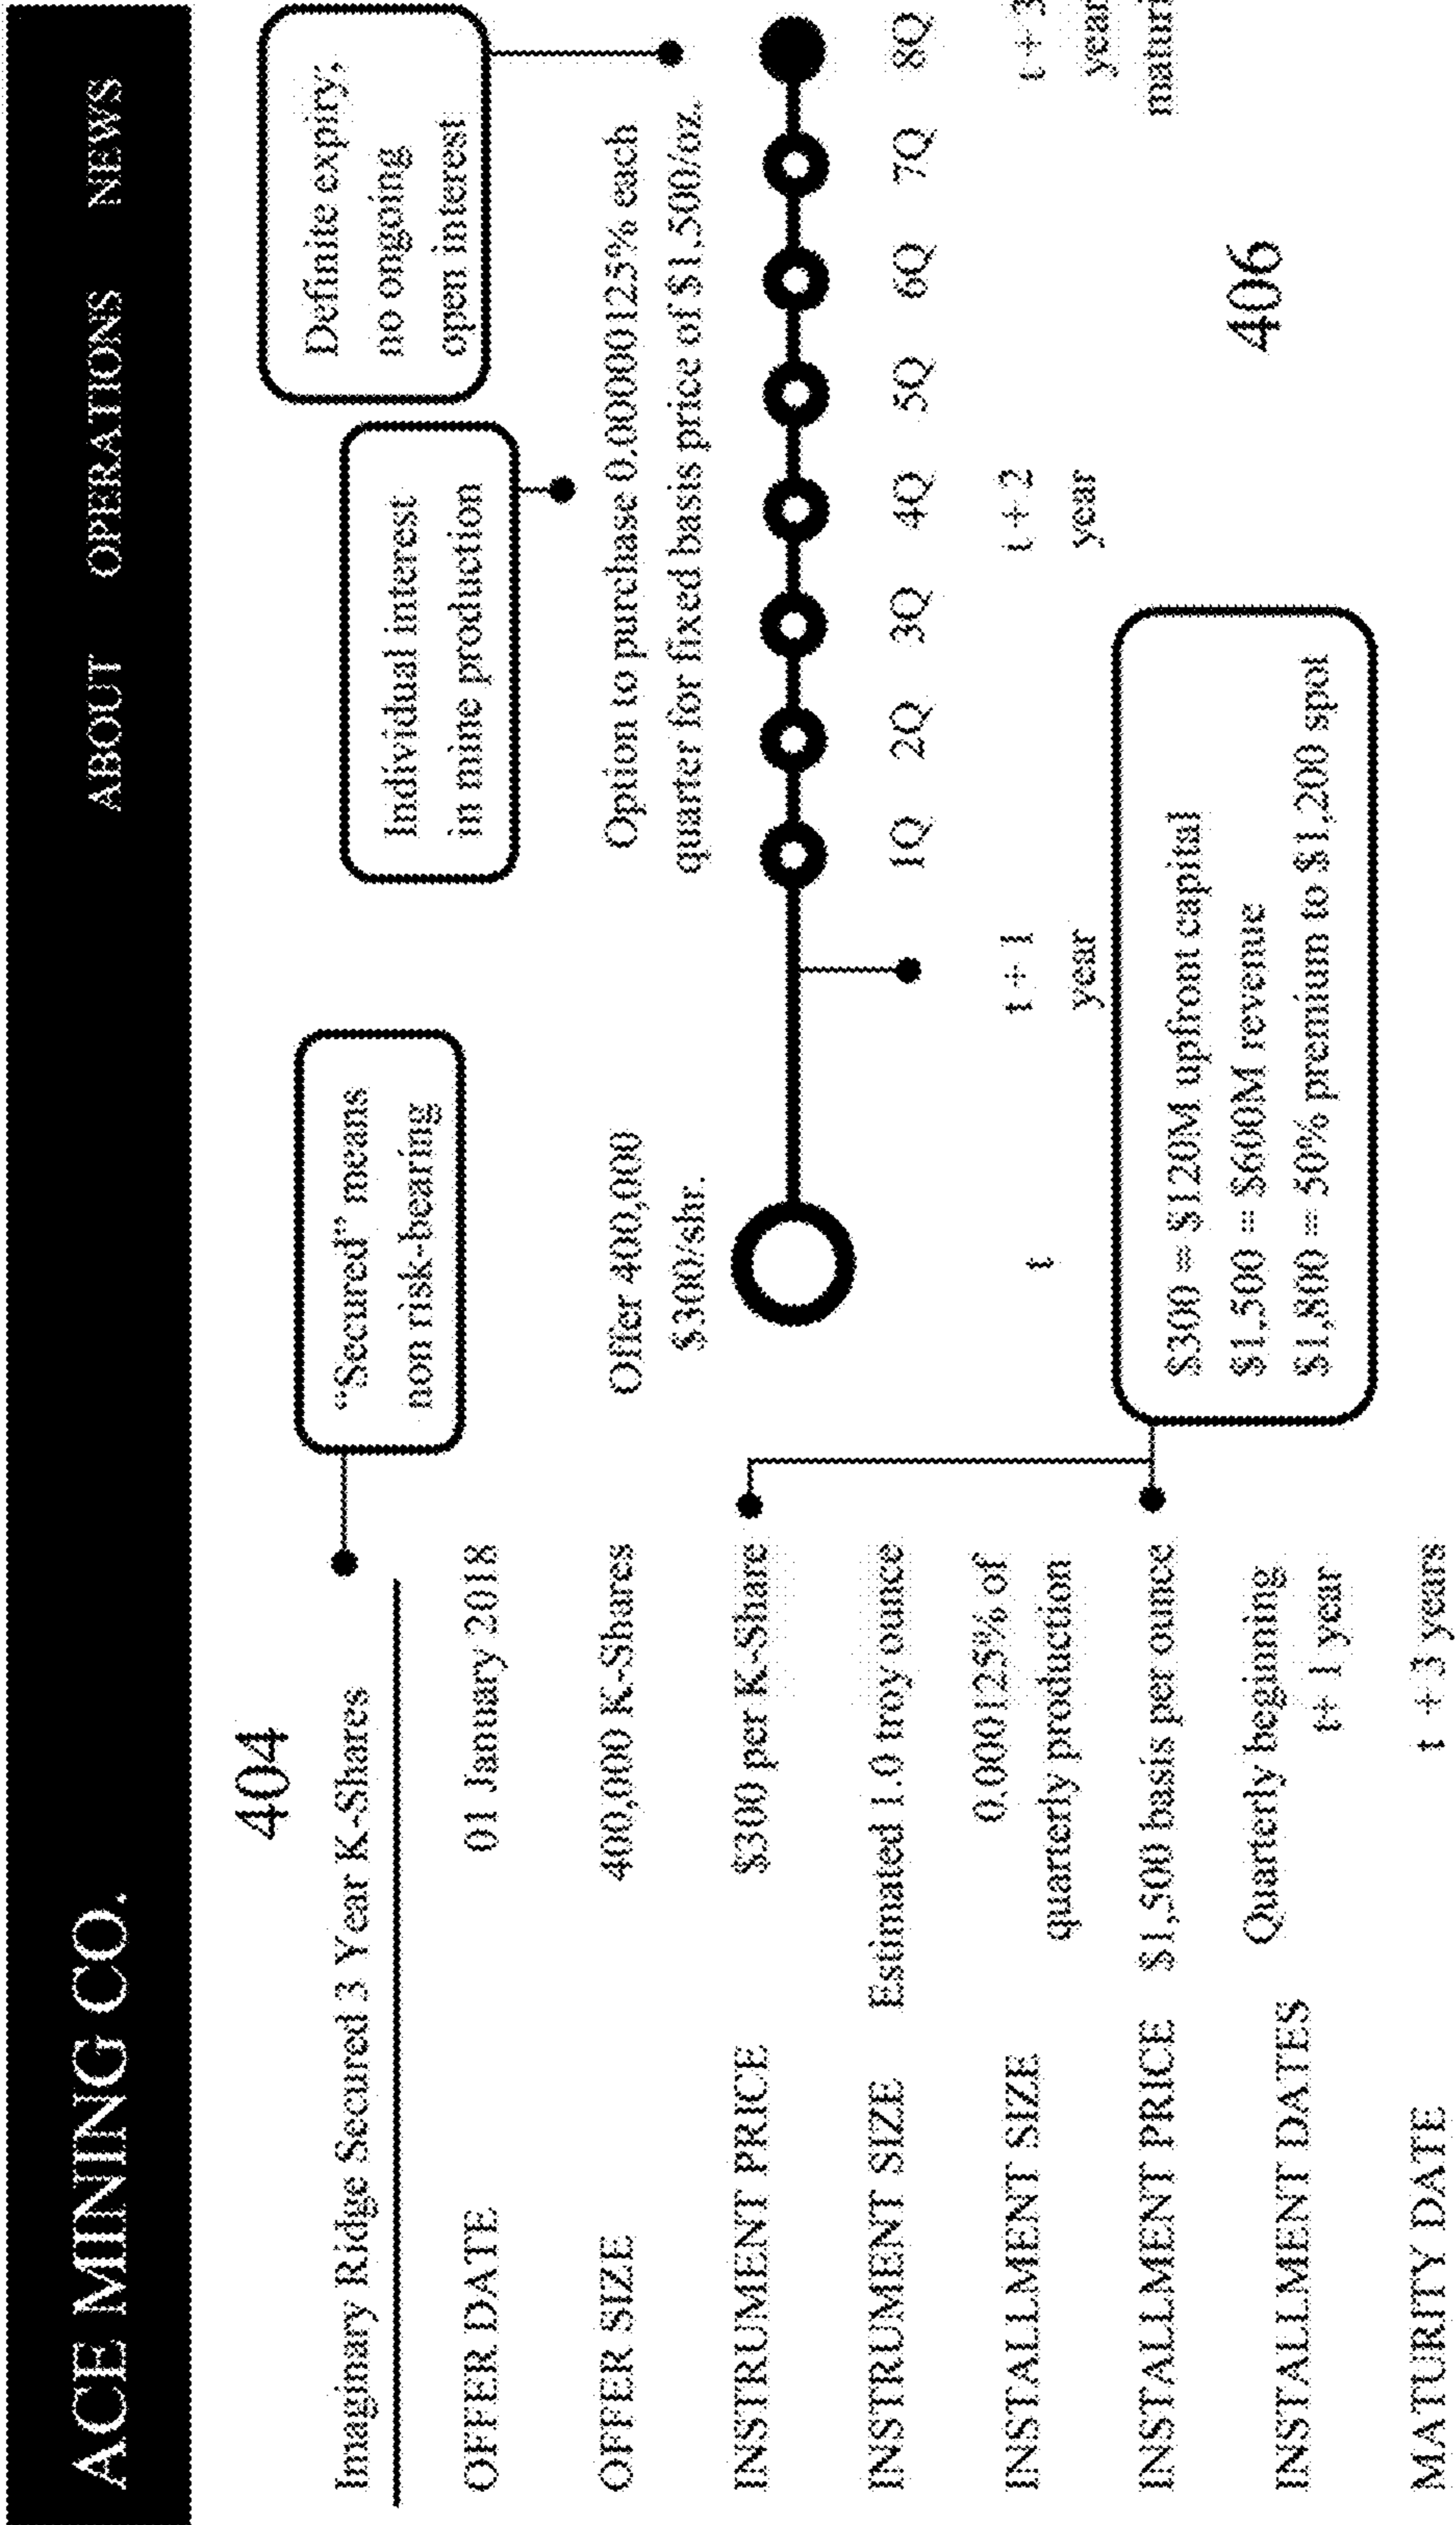 ACE MINING CO.
ABOUT OPERATIONS NEWS
404
Imaginary Ridge Secured 3 Year K-Shares
OFFER DATE 01 January 2018
OFFER SIZE 400,000 K-Shares
INSTRUMENT PRICE $300 per K-Share
INSTRUMENT SIZE Estimated 1.0 troy ounce
INSTALLMENT SIZE 0.000125% of
quarterly production
INSTALLMENT PRICE $1,500 basis per ounce
INSTALLMENT DATES Quarterly beginning
t+ 1 year
MATURITY DATE t +3 years
“Secured” means
non risk-bearing
Individual interest
in mine production
Definite expiry,
no ongoing
open interest
Offer 400,000
$300/shr.
Option to purchase 0.0000125% each
quarter for fixed basis price of $1,500/oz.
1Q 2Q 3Q 4Q 5Q 6Q 7Q 8Q
t
t + 1
year
t + 2
year
t + 3
year
maturi
$300 = $120M upfront capital
$1,500 = $600M revenue
$1,800 = 50% premium to $1,200 spot
406